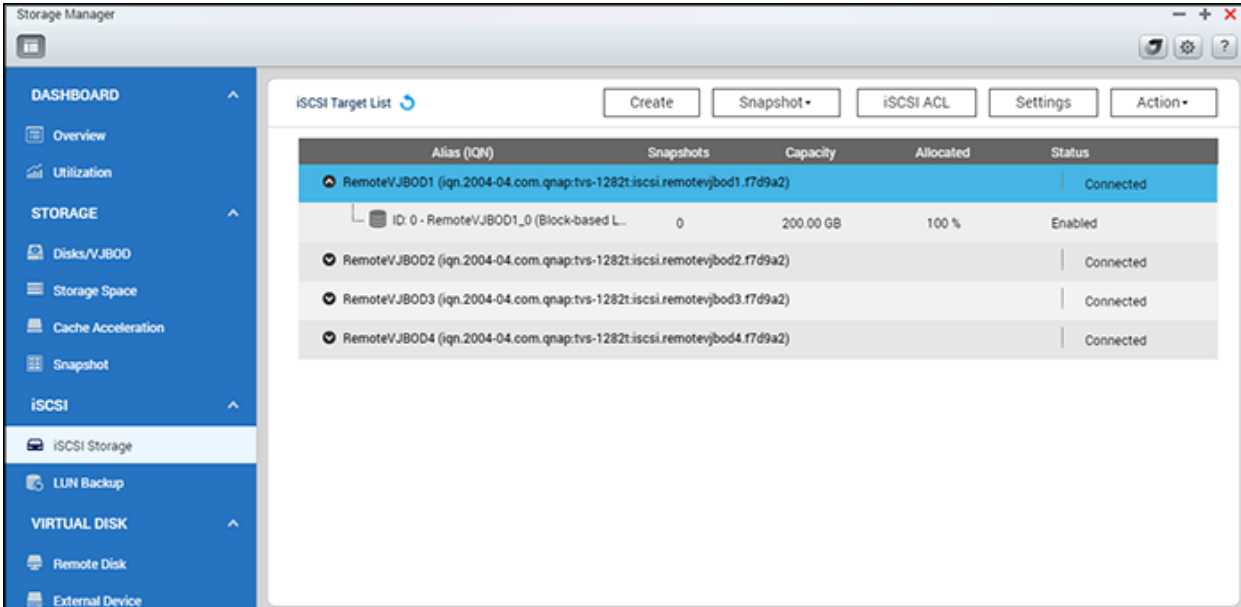 Storage Manager
?
DASHBOARD
Overview
Utilization
STORAGE
Disks/VJBOD
Storage Space
Cache Acceleration
Snapshot
iSCSI
iSCSI Storage
LUN Backup
VIRTUAL DISK
Remote Disk
External Device
iSCSI Target List Create Snapshot iSCSI ACL Settings Action
Alias (IQN) Snapshots Capacity Allocated Status
RemoteVJBOD1 (iqn.2004-04.com.qnap:tvs-1282t:iscsi.remotevjbod1.f7d9a2) Connected
ID: 0 - RemoteVJBOD1_0 (Block-based L... 0 200.00 GB 100 % Enabled
RemoteVJBOD2 (iqn.2004-04.com.qnap:tvs-1282t:iscsi.remotevjbod2.f7d9a2) Connected
RemoteVJBOD3 (iqn.2004-04.com.qnap:tvs-1282t:iscsi.remotevjbod3.f7d9a2) Connected
RemoteVJBOD4 (iqn.2004-04.com.qnap:tvs-1282t:iscsi.remotevjbod4.f7d9a2) Connected